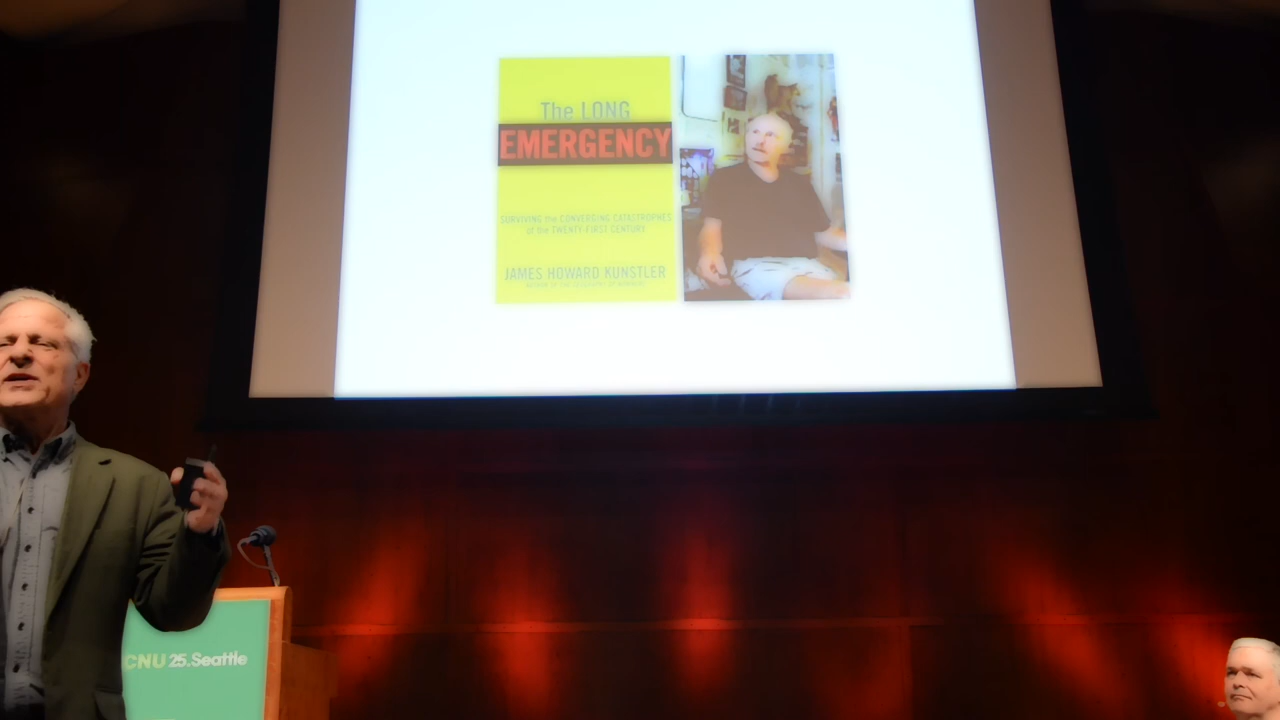 The LONG
EMERGENCY
SURVIVING the CONVERGING CATASTROPHES
of the TWENTY-FIRST CENTURY
JAMES HOWARD KUNSTLER
CNU 25.Seattle